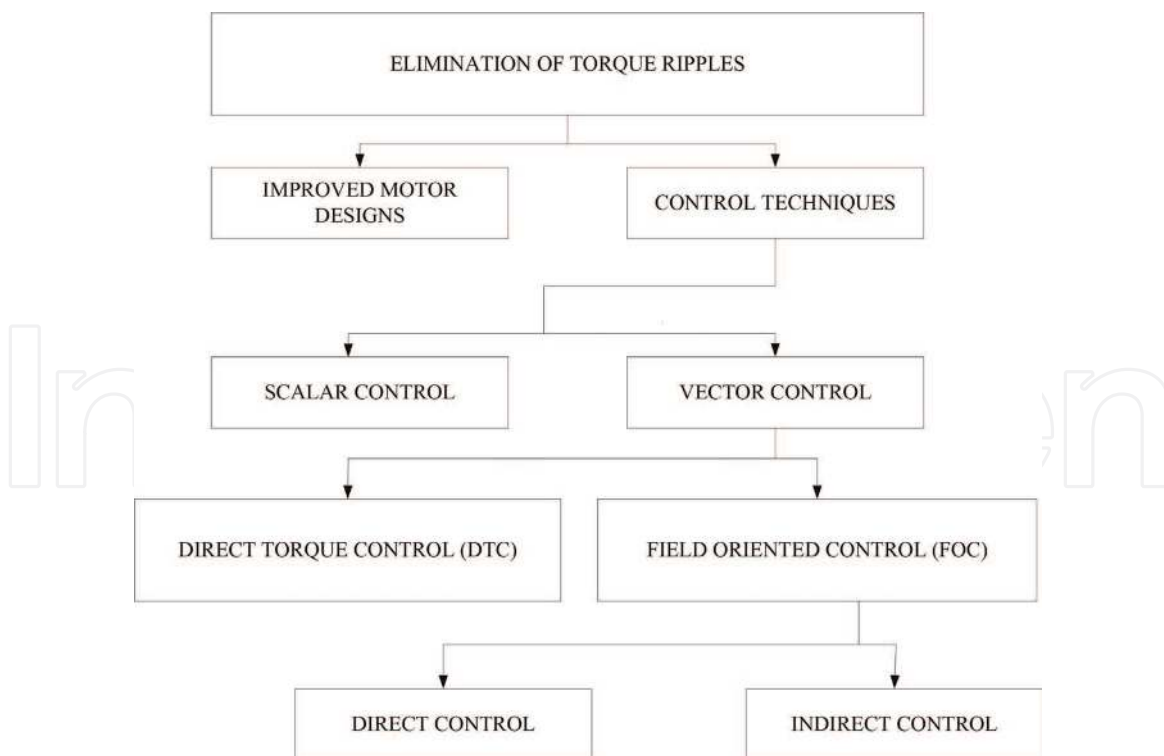 ELIMINATION OF TORQUE RIPPLES
IMPROVED MOTOR
DESIGNS
CONTROL TECHNIQUES
SCALAR CONTROL
VECTOR CONTROL
DIRECT TORQUE CONTROL (DTC)
FIELD ORIENTED CONTROL (FOC)
DIRECT CONTROL
INDIRECT CONTROL